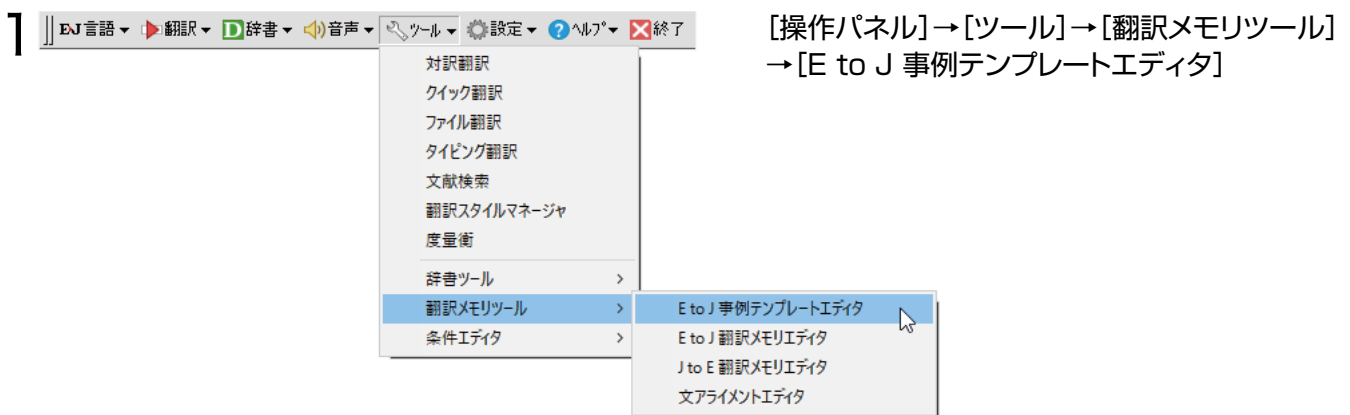 1
EJ 言語 ▼ 翻訳 ▼ D 辞書 ▼ 音声 ▼ ツール ▼ 設定 ▼ ? ヘルプ ▼ 終了
[操作パネル]→[ツール]→[翻訳メモリツール]
→[E to J 事例テンプレートエディタ]
対訳翻訳
クイック翻訳
ファイル翻訳
タイピング翻訳
文献検索
翻訳スタイルマネージャ
度量衡
辞書ツール >
翻訳メモリツール >
条件エディタ >
E to J 事例テンプレートエディタ
E to J 翻訳メモリエディタ
J to E 翻訳メモリエディタ
文アライメントエディタ